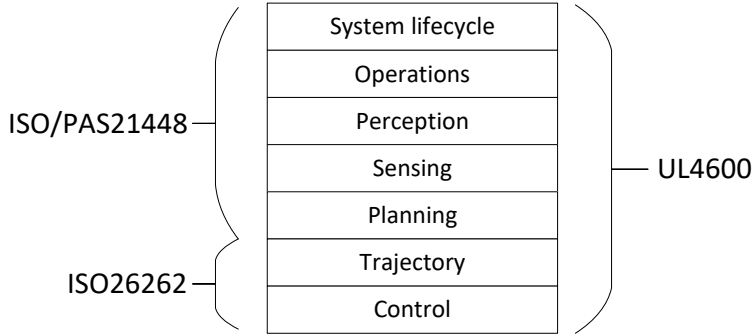 System lifecycle
Operations
ISO/PAS21448
Perception
Sensing
UL4600
Planning
Trajectory
ISO26262
Control